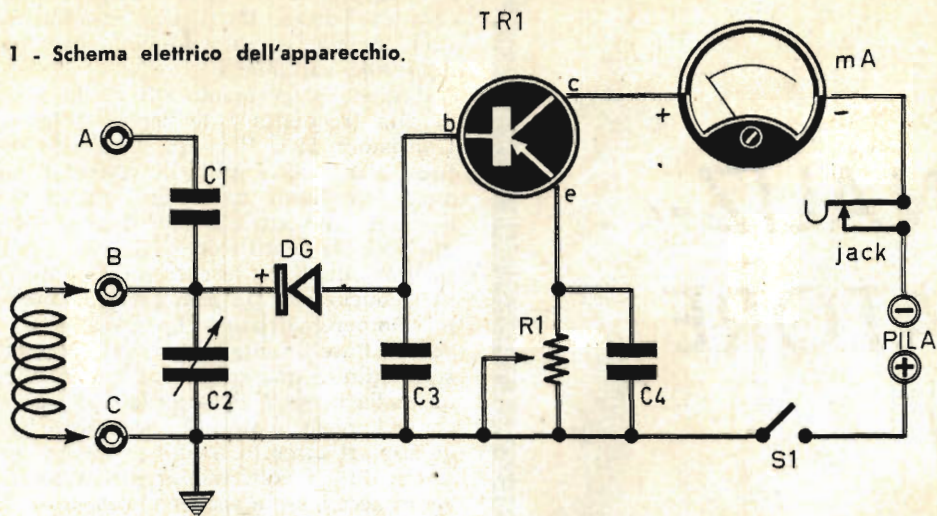 TR1
1 - Schema elettrico dell'apparecchio.
c
mA
+
-
A
b
C1
e
jack
B
DG
+
-
PILA
+
R1
C
C2
C3
C4
S1